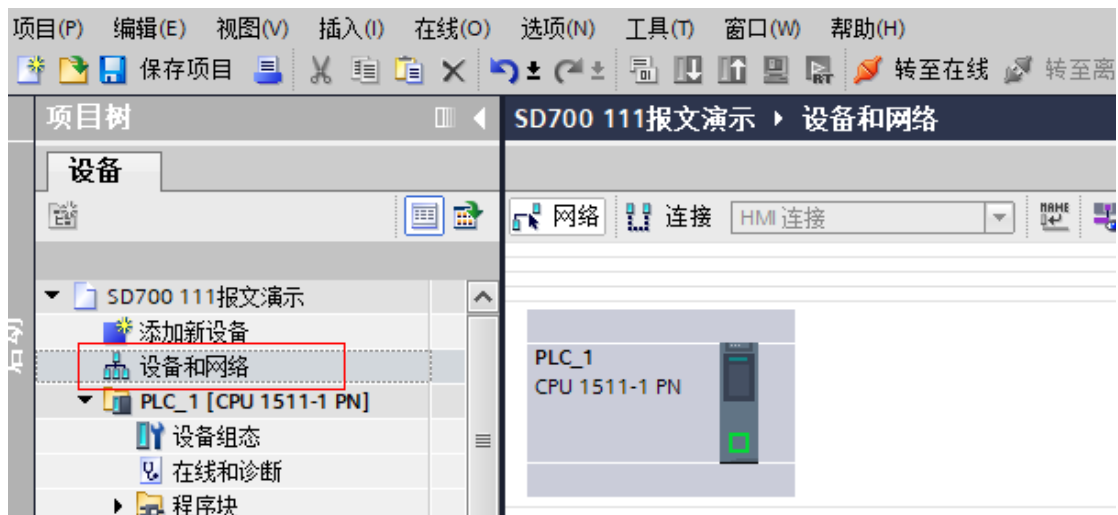 项目(P) 编辑(E) 视图(V) 插入(I) 在线(O) 选项(N) 工具(T) 窗口(W) 帮助(H)
保存项目 转至在线 转至离
项目树 SD700 111报文演示 ▸ 设备和网络
设备
网络 连接 HMI 连接
SD700 111报文演示
添加新设备
设备和网络
PLC_1 [CPU 1511-1 PN]
设备组态
在线和诊断
程序块
PLC_1
CPU 1511-1 PN